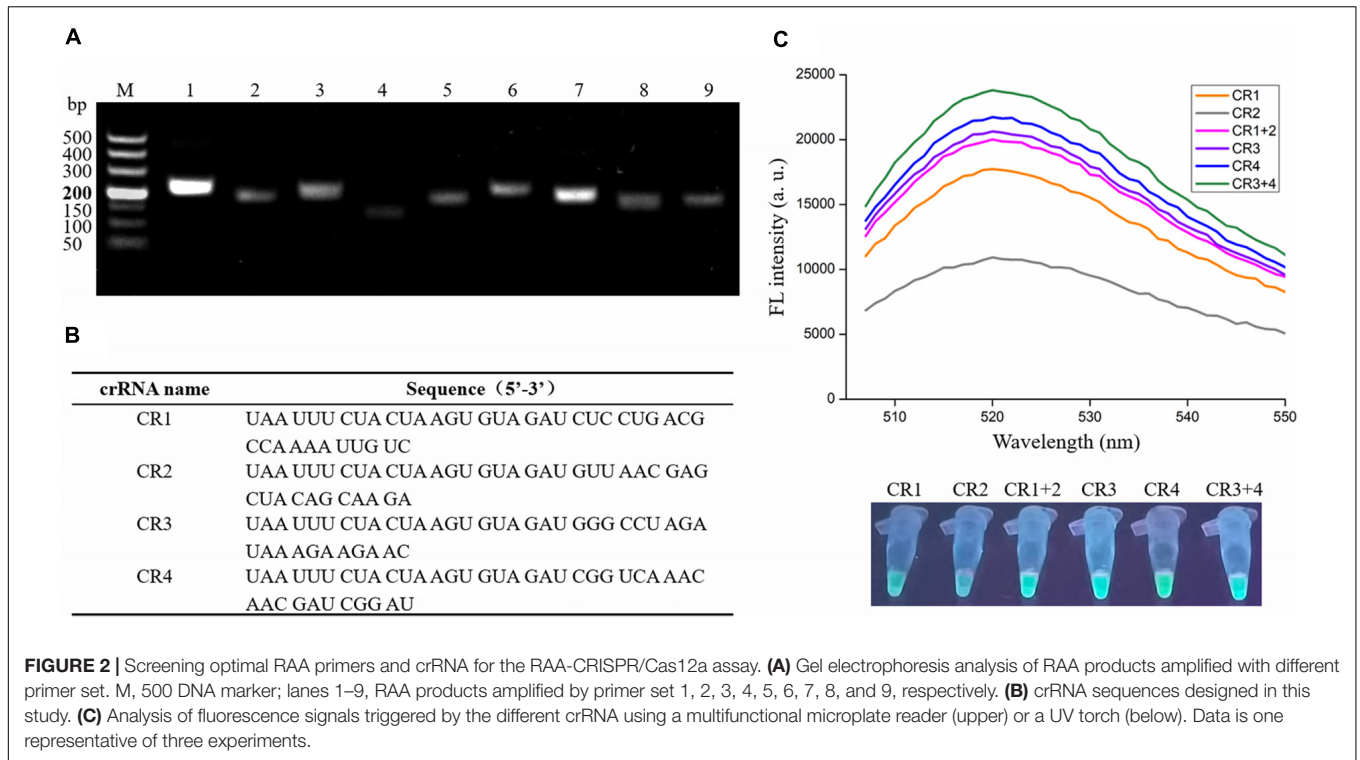 A
M 1 2 3 4 5 6 7 8 9
bp
500
400
300
200
150
100
50
B
crRNA name Sequence（5’-3’）
CR1 UAA UUU CUA CUA AGU GUA GAU CUC CUG ACG
CCA AAA UUG UC
CR2 UAA UUU CUA CUA AGU GUA GAU GUU AAC GAG
CUA CAG CAA GA
CR3 UAA UUU CUA CUA AGU GUA GAU GGG CCU AGA
UAA AGA AGA AC
CR4 UAA UUU CUA CUA AGU GUA GAU CGG UCA AAC
AAC GAU CGG AU
C
25000
20000
15000
10000
5000
0
FL intensity (a. u.)
CR1
CR2
CR1+2
CR3
CR4
CR3+4
510 520 530 540 550
Wavelength (nm)
CR1 CR2 CR1+2 CR3 CR4 CR3+4
FIGURE 2 | Screening optimal RAA primers and crRNA for the RAA-CRISPR/Cas12a assay. (A) Gel electrophoresis analysis of RAA products amplified with different
primer set. M, 500 DNA marker; lanes 1–9, RAA products amplified by primer set 1, 2, 3, 4, 5, 6, 7, 8, and 9, respectively. (B) crRNA sequences designed in this
study. (C) Analysis of fluorescence signals triggered by the different crRNA using a multifunctional microplate reader (upper) or a UV torch (below). Data is one
representative of three experiments.